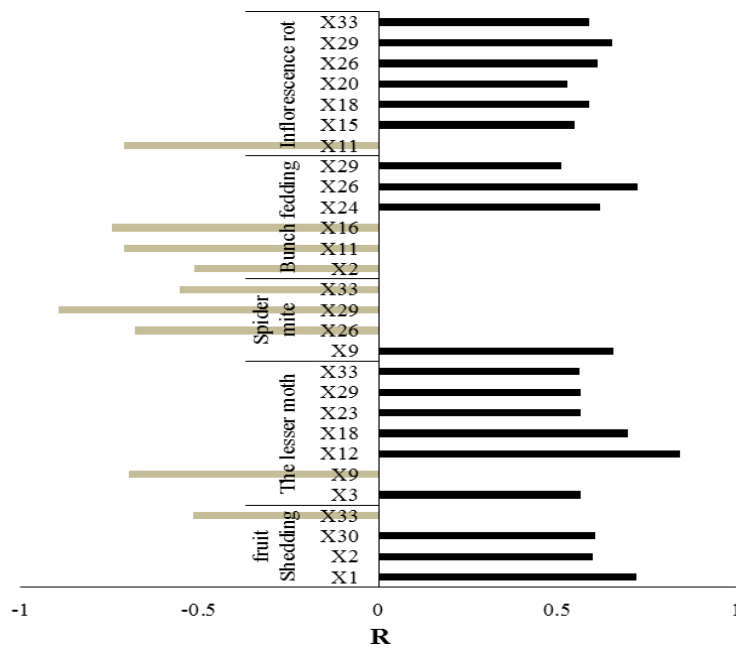 Inflorescence rot
X33
X29
X26
X20
X18
X15
X11
Bunch fedding
X29
X26
X24
X16
X11
X2
Spider
mite
X33
X29
X26
X9
The lesser moth
X33
X29
X23
X18
X12
X9
X3
fruit
Shedding
X33
X30
X2
X1
-1 -0.5 0 0.5 1
R